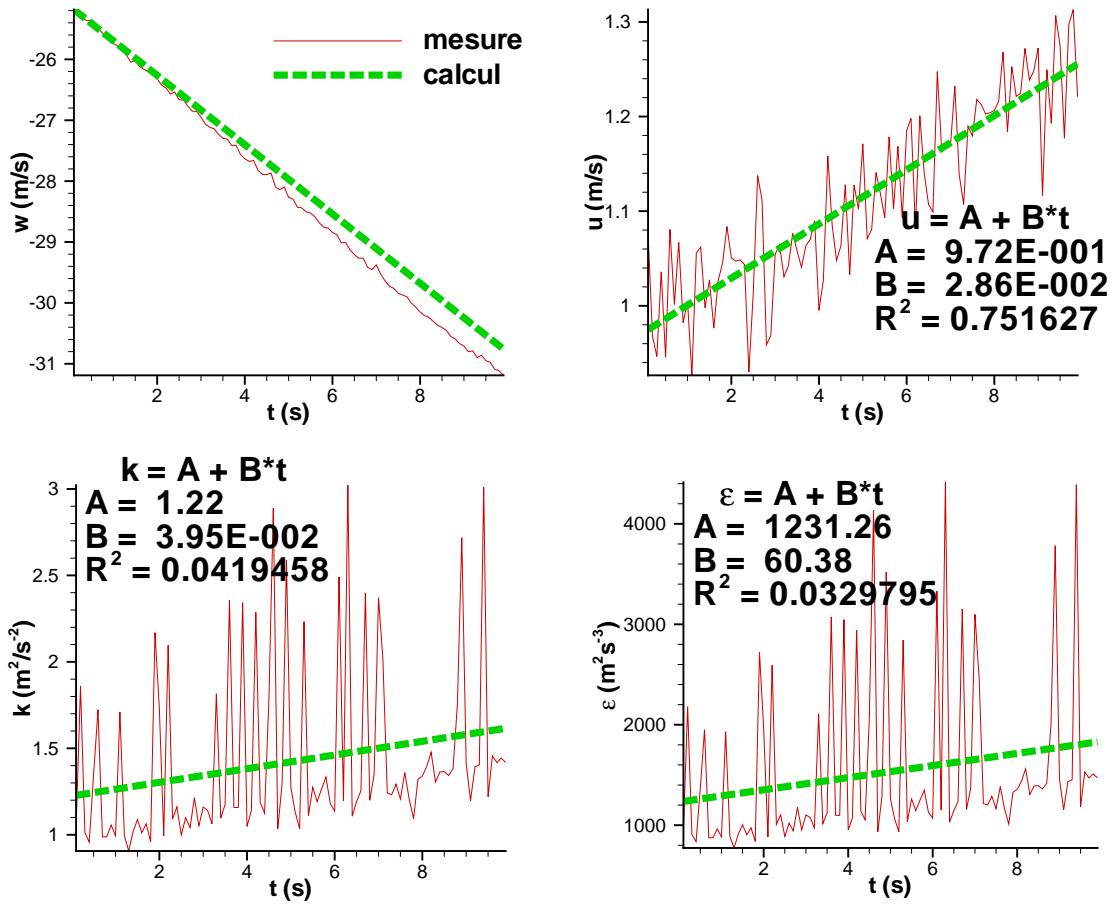 mesure
calcul
-26
-27
-28
-29
-30
-31
w (m/s)
2
4
6
8
t (s)
1.3
1.2
1.1
1
u (m/s)
u = A + B*t
A = 9.72E-001
B = 2.86E-002
R² = 0.751627
2
4
6
8
t (s)
k = A + B*t
A = 1.22
B = 3.95E-002
R² = 0.0419458
3
2.5
2
1.5
1
k (m²/s⁻²)
2
4
6
8
t (s)
ε = A + B*t
A = 1231.26
B = 60.38
R² = 0.0329795
4000
3000
2000
1000
ε (m²s⁻³)
2
4
6
8
t (s)